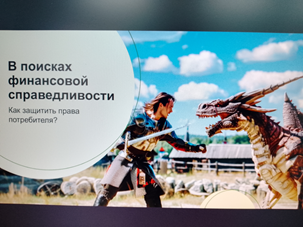 В поисках
финансовой
справедливости
Как защитить права
потребителя?